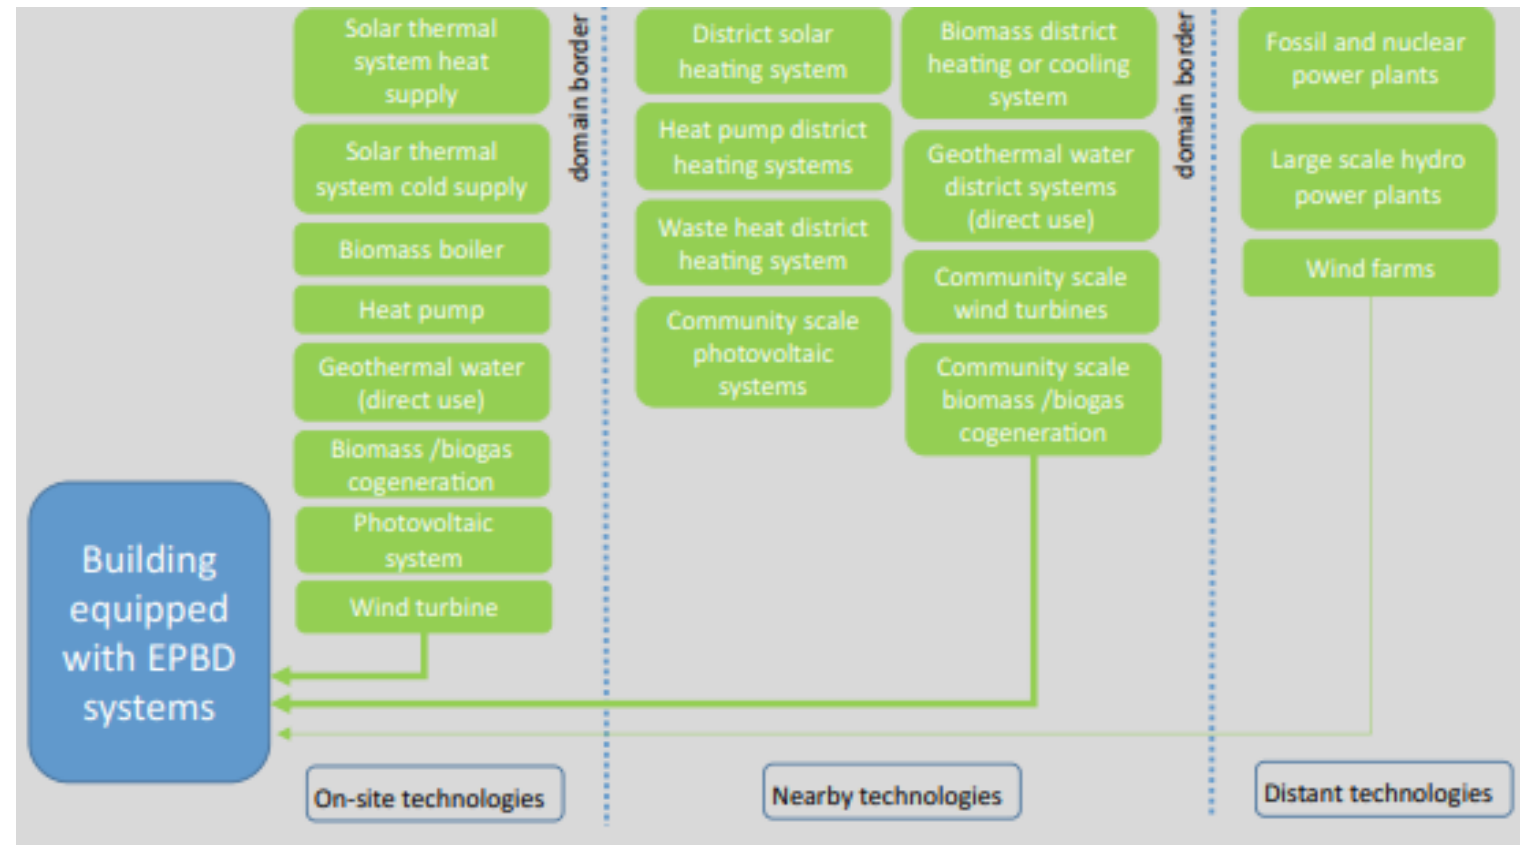 Solar thermal
system heat
supply
Solar thermal
system cold supply
Biomass boiler
Heat pump
Geothermal water
(direct use)
Biomass /biogas
cogeneration
Photovoltaic
system
Wind turbine
domain border
District solar
heating system
Heat pump district
heating systems
Waste heat district
heating system
Community scale
photovoltaic
systems
Biomass district
heating or cooling
system
Geothermal water
district systems
(direct use)
Community scale
wind turbines
Community scale
biomass /biogas
cogeneration
domain border
Fossil and nuclear
power plants
Large scale hydro
power plants
Wind farms
Building
equipped
with EPBD
systems
On-site technologies
Nearby technologies
Distant technologies